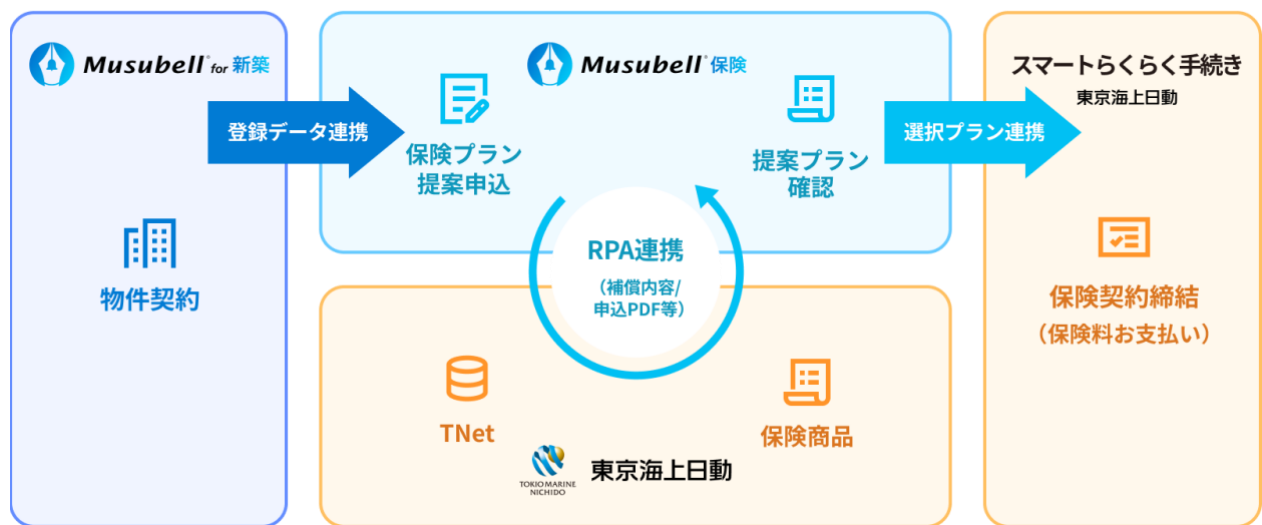 Musubell for 新築
登録データ連携
物件契約
Musubell 保険
保険プラン
提案申込
提案プラン
確認
RPA連携
（補償内容/
申込PDF等）
選択プラン連携
スマートらくらく手続き
東京海上日動
保険契約締結
（保険料お支払い）
TNet
保険商品
TOKIO MARINE
NICHIDO
東京海上日動